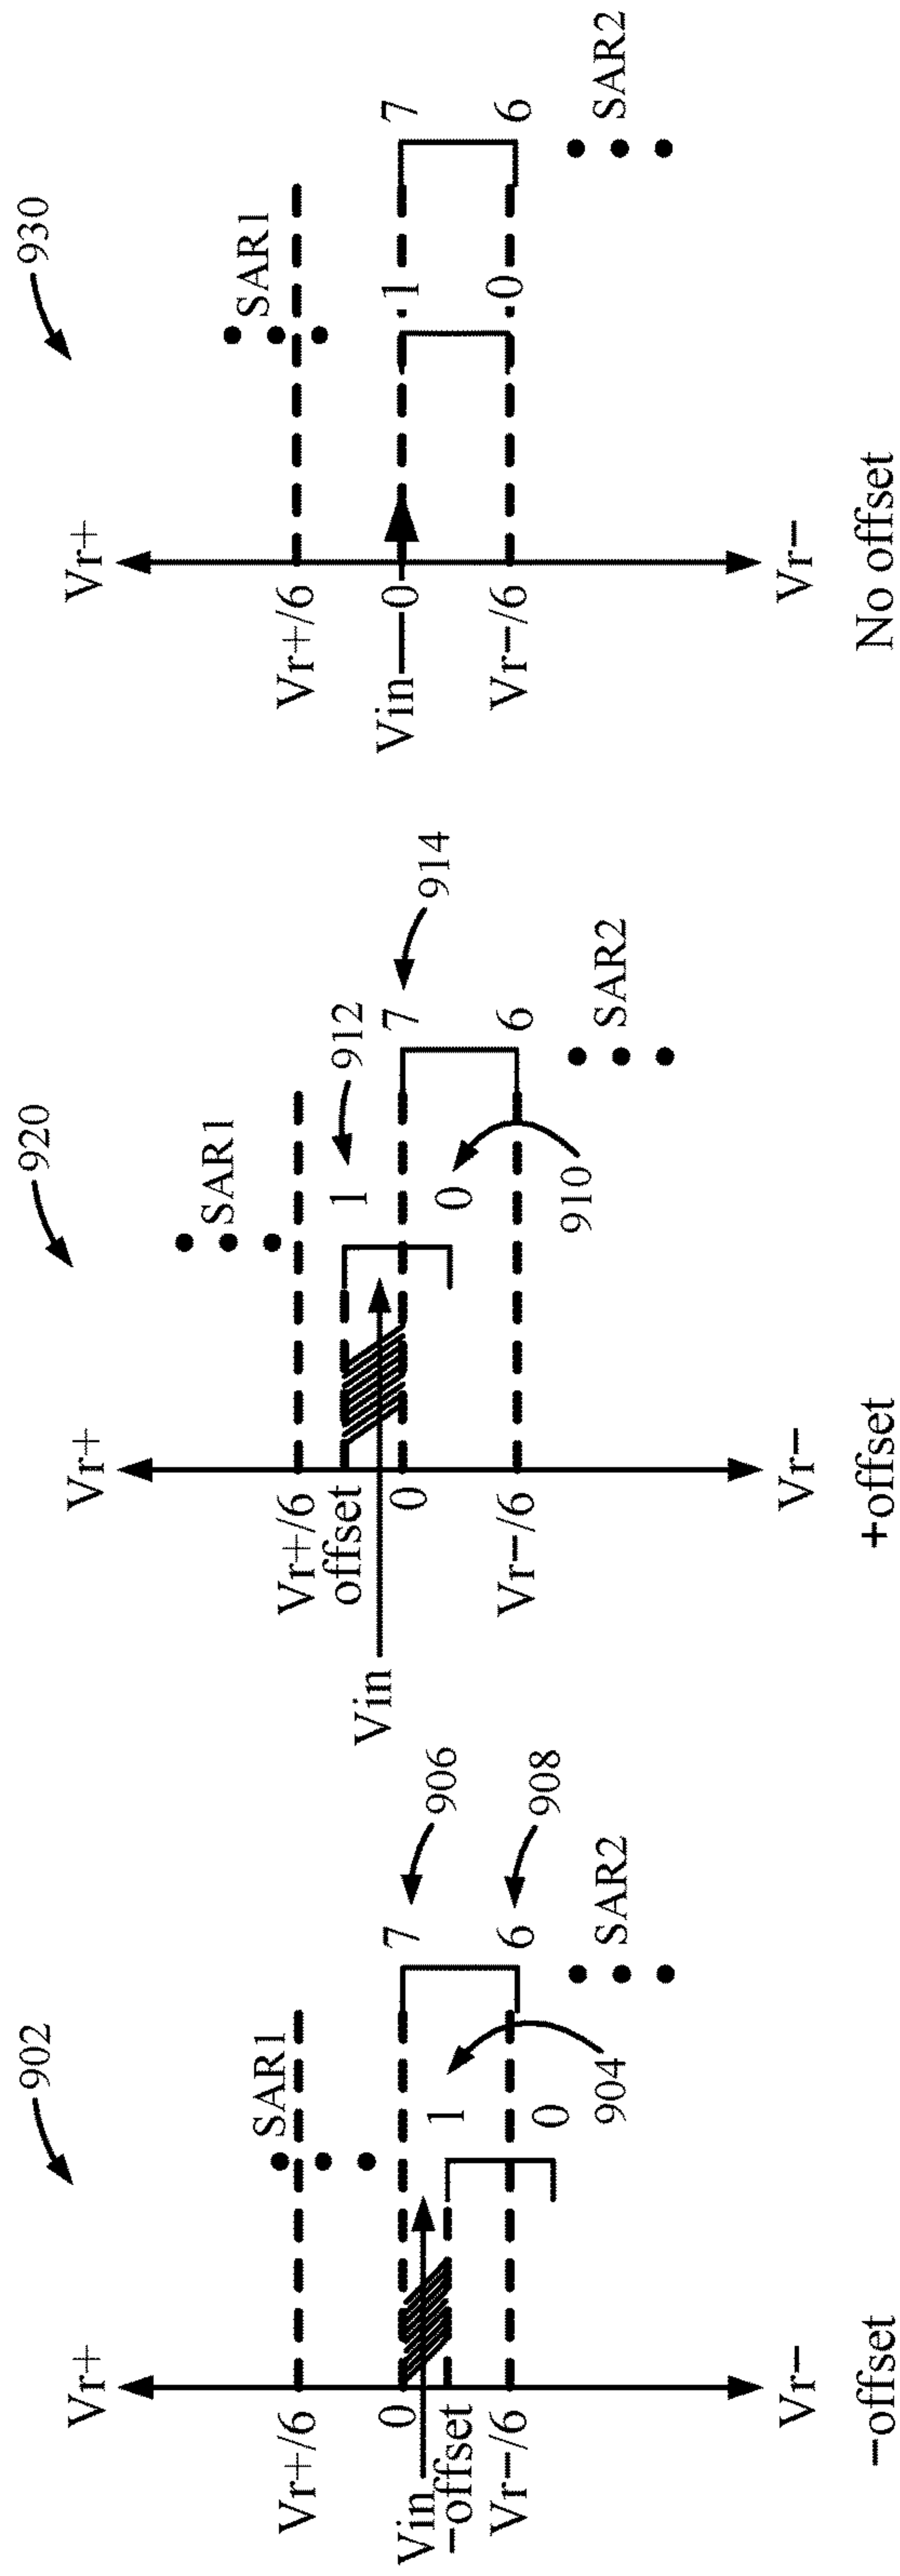 902
Vr+
SAR1
Vr+/6
0
7
906
Vin
1
−offset
904
Vr−/6
6
908
0
SAR2
Vr−
−offset
920
Vr+
SAR1
Vr+/6
offset
1
912
Vin
0
7
914
0
910
Vr−/6
6
SAR2
Vr−
+offset
930
Vr+
SAR1
Vr+/6
Vin
0
1
7
Vr−/6
0
6
SAR2
Vr−
No offset